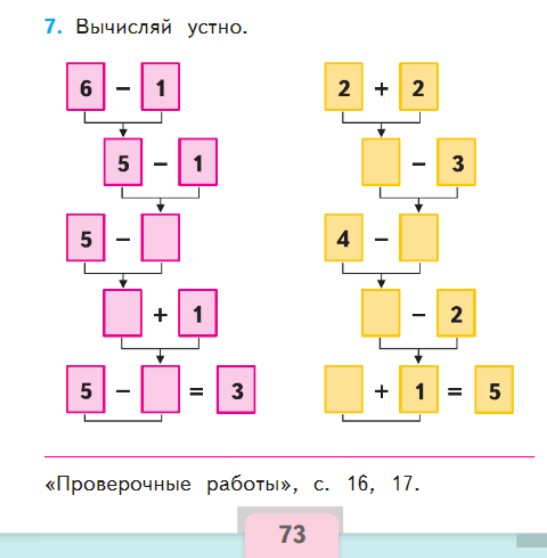 7. Вычисляй устно.
6 – 1 2 + 2
5 – 1 – 3
5 – 4 –
+ 1 – 2
5 – = 3 + 1 = 5
«Проверочные работы», с. 16, 17.
73